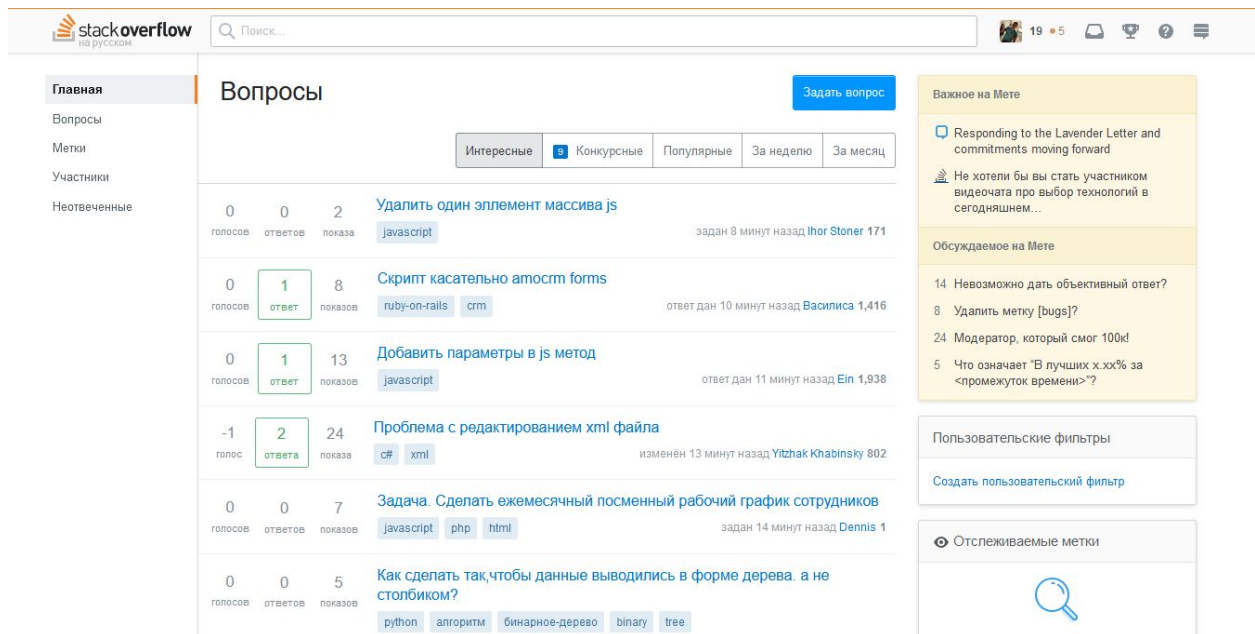 stackoverflow
на русском
Поиск...
19 5
Главная
Вопросы
Метки
Участники
Неотвеченные
Вопросы
Задать вопрос
Интересные 9 Конкурсные Популярные За неделю За месяц
0 0 2
голосов ответов показа
Удалить один эллемент массива js
javascript
задан 8 минут назад Ihor Stoner 171
0 1 8
голосов ответ показов
Скрипт касательно amocrm forms
ruby-on-rails crm
ответ дан 10 минут назад Василиса 1,416
0 1 13
голосов ответ показов
Добавить параметры в js метод
javascript
ответ дан 11 минут назад Ein 1,938
-1 2 24
голос ответа показа
Проблема с редактированием xml файла
c# xml
изменён 13 минут назад Yitzhak Khabinsky 802
0 0 7
голосов ответов показов
Задача. Сделать ежемесячный посменный рабочий график сотрудников
javascript php html
задан 14 минут назад Dennis 1
0 0 5
голосов ответов показов
Как сделать так,чтобы данные выводились в форме дерева. а не
столбиком?
python алгоритм бинарное-дерево binary tree
Важное на Мете
Responding to the Lavender Letter and
commitments moving forward
Не хотели бы вы стать участником
видеочата про выбор технологий в
сегодняшнем...
Обсуждаемое на Мете
14 Невозможно дать объективный ответ?
8 Удалить метку [bugs]?
24 Модератор, который смог 100к!
5 Что означает "В лучших x.xx% за
<промежуток времени>"?
Пользовательские фильтры
Создать пользовательский фильтр
Отслеживаемые метки